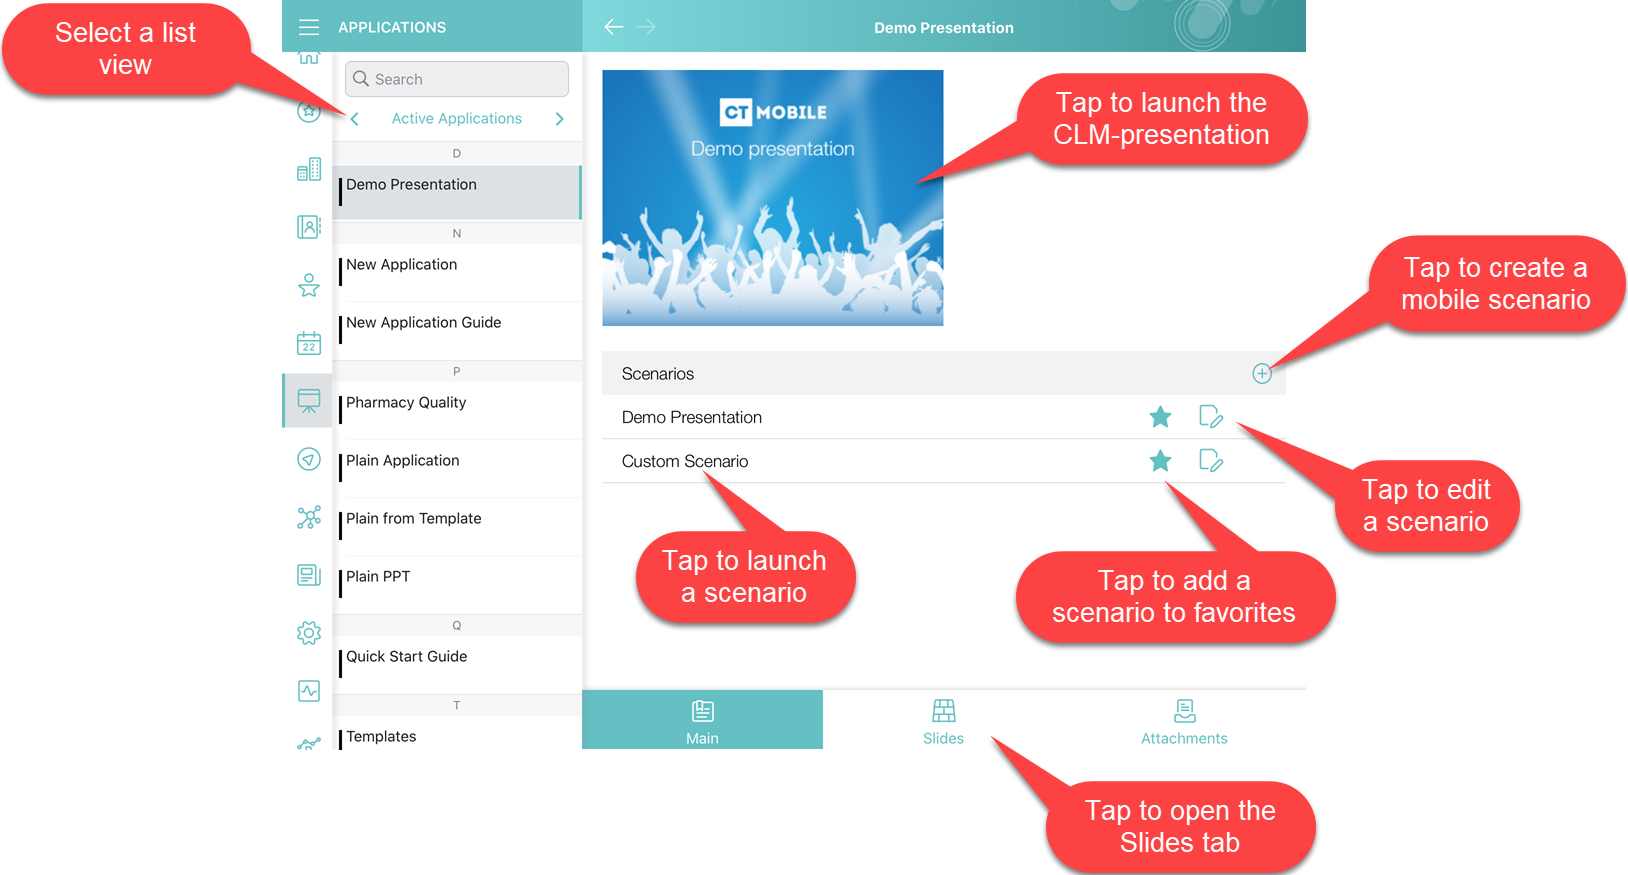 Select a list
view
APPLICATIONS
Search
Active Applications
D
Demo Presentation
N
New Application
New Application Guide
P
Pharmacy Quality
Plain Application
Plain from Template
Plain PPT
Q
Quick Start Guide
T
Templates
22
Demo Presentation
CT MOBILE
Demo presentation
Tap to launch the
CLM-presentation
Tap to create a
mobile scenario
Scenarios
Demo Presentation
Custom Scenario
Tap to edit
a scenario
Tap to launch
a scenario
Tap to add a
scenario to favorites
Main
Slides
Attachments
Tap to open the
Slides tab